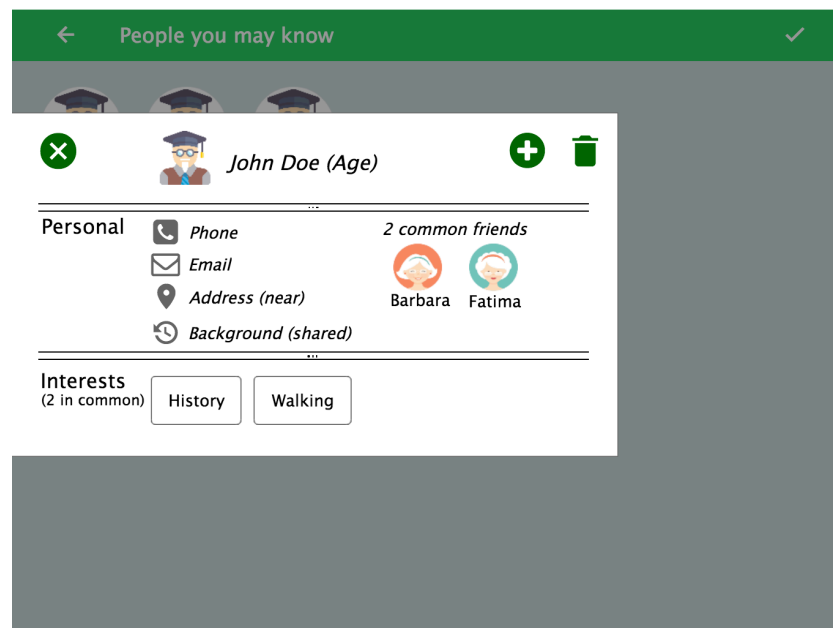 People you may know
John Doe (Age)
Personal
Phone
Email
Address (near)
Background (shared)
2 common friends
Barbara
Fatima
Interests
(2 in common)
History
Walking